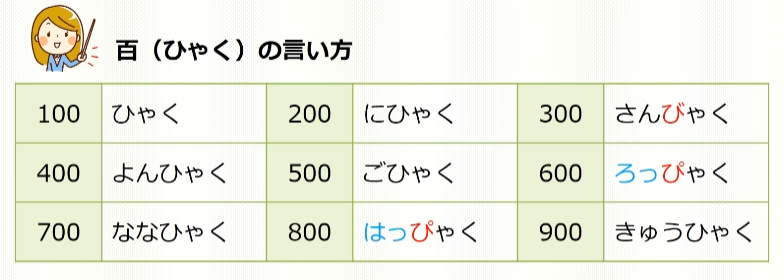 百（ひゃく）の言い方
100 ひゃく 200 にひゃく 300 さんびゃく
400 よんひゃく 500 ごひゃく 600 ろっぴゃく
700 ななひゃく 800 はっぴゃく 900 きゅうひゃく